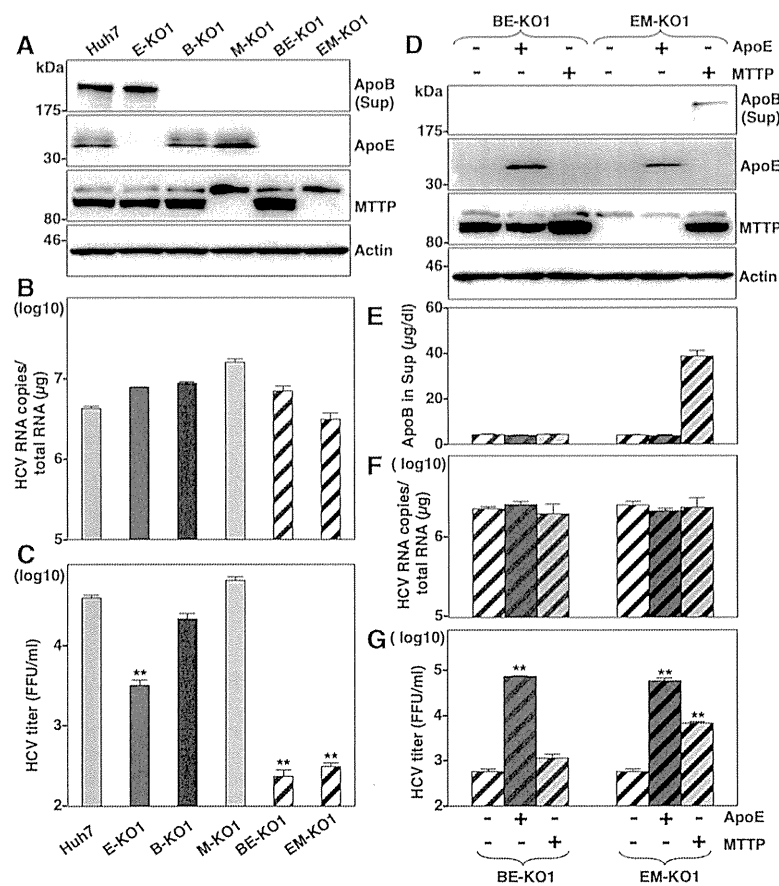 A
Huh7
E-KO1
B-KO1
M-KO1
BE-KO1
EM-KO1
kDa
175
ApoB
(Sup)
30
ApoE
80
MTTP
46
Actin
B
(log10)
HCV RNA copies/
total RNA (μg)
7
6
5
C
(log10)
HCV titer (FFU/ml)
4
3
2
**
**
**
Huh7
E-KO1
B-KO1
M-KO1
BE-KO1
EM-KO1
D
BE-KO1
EM-KO1
- + - - + - ApoE
- - + - - + MTTP
kDa
175
ApoB
(Sup)
30
ApoE
80
MTTP
46
Actin
E
ApoB in Sup (μg/dl)
60
40
20
0
F
( log10)
HCV RNA copies/
total RNA (μg)
6
5
G
( log10)
HCV titer (FFU/ml)
5
4
3
2
**
**
**
- + - - + - ApoE
- - + - - + MTTP
BE-KO1
EM-KO1